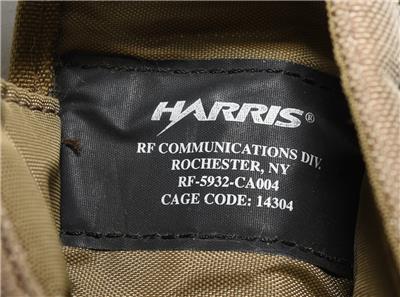 HARRIS®
RF COMMUNICATIONS DIV.
ROCHESTER, NY
RF-5932-CA004
CAGE CODE: 14304